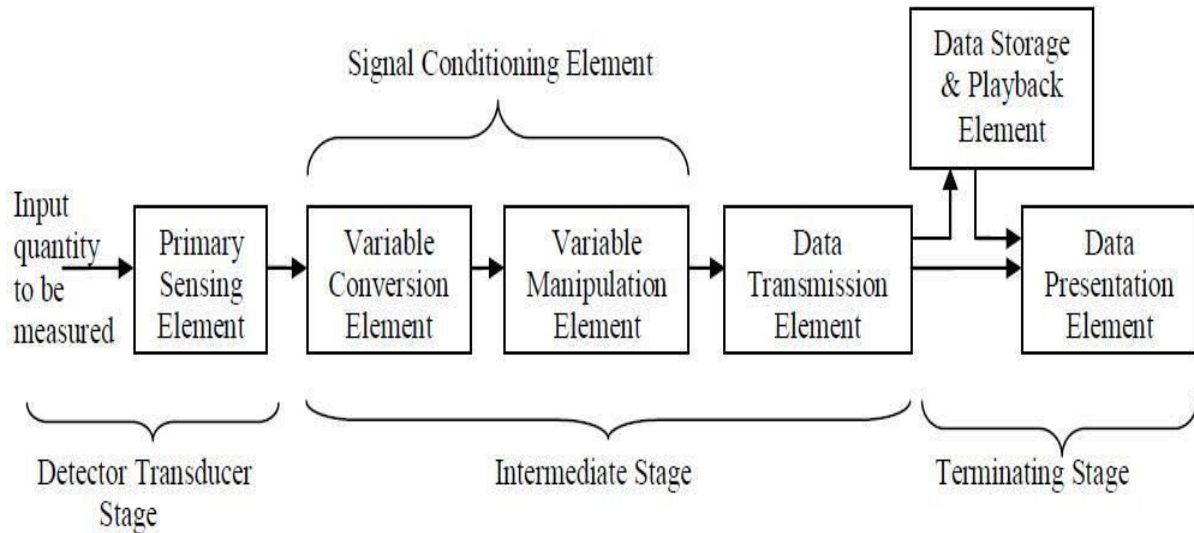 Signal Conditioning Element
Data Storage
& Playback
Element
Input
quantity
to be
measured
Primary
Sensing
Element
Variable
Conversion
Element
Variable
Manipulation
Element
Data
Transmission
Element
Data
Presentation
Element
Detector Transducer
Stage
Intermediate Stage
Terminating Stage